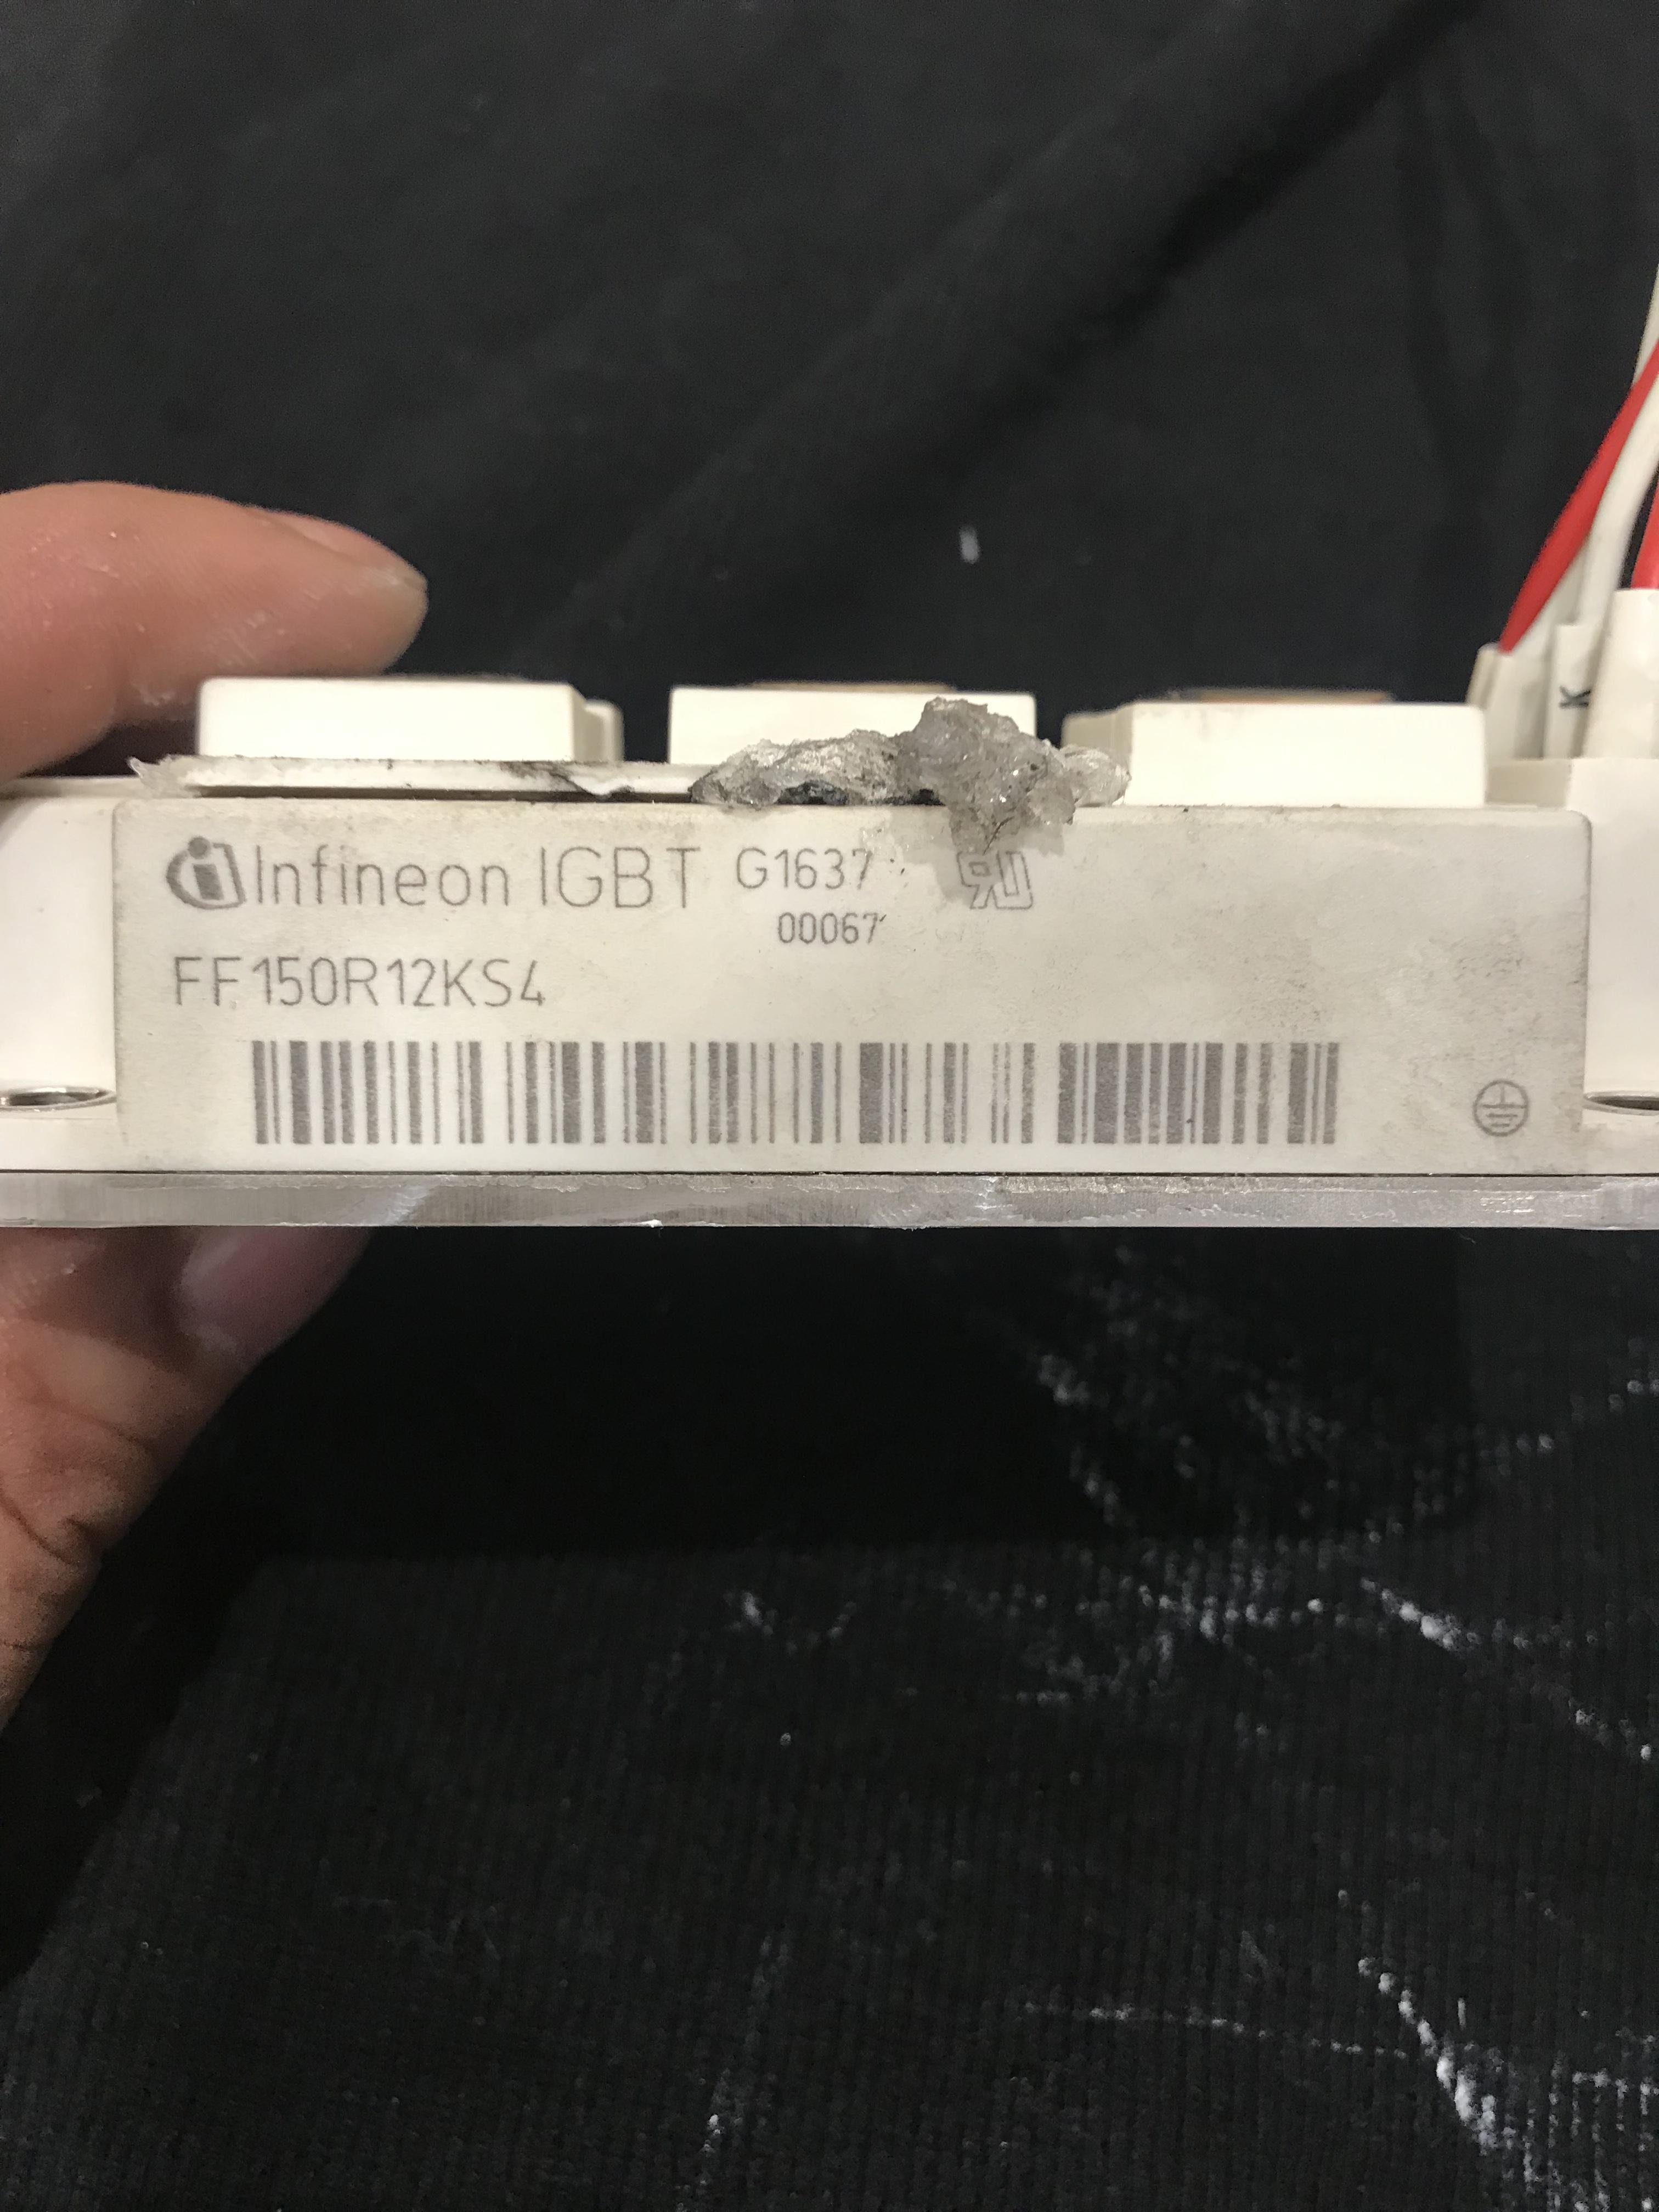 Infineon IGBT G1637
00067
FF150R12KS4
K